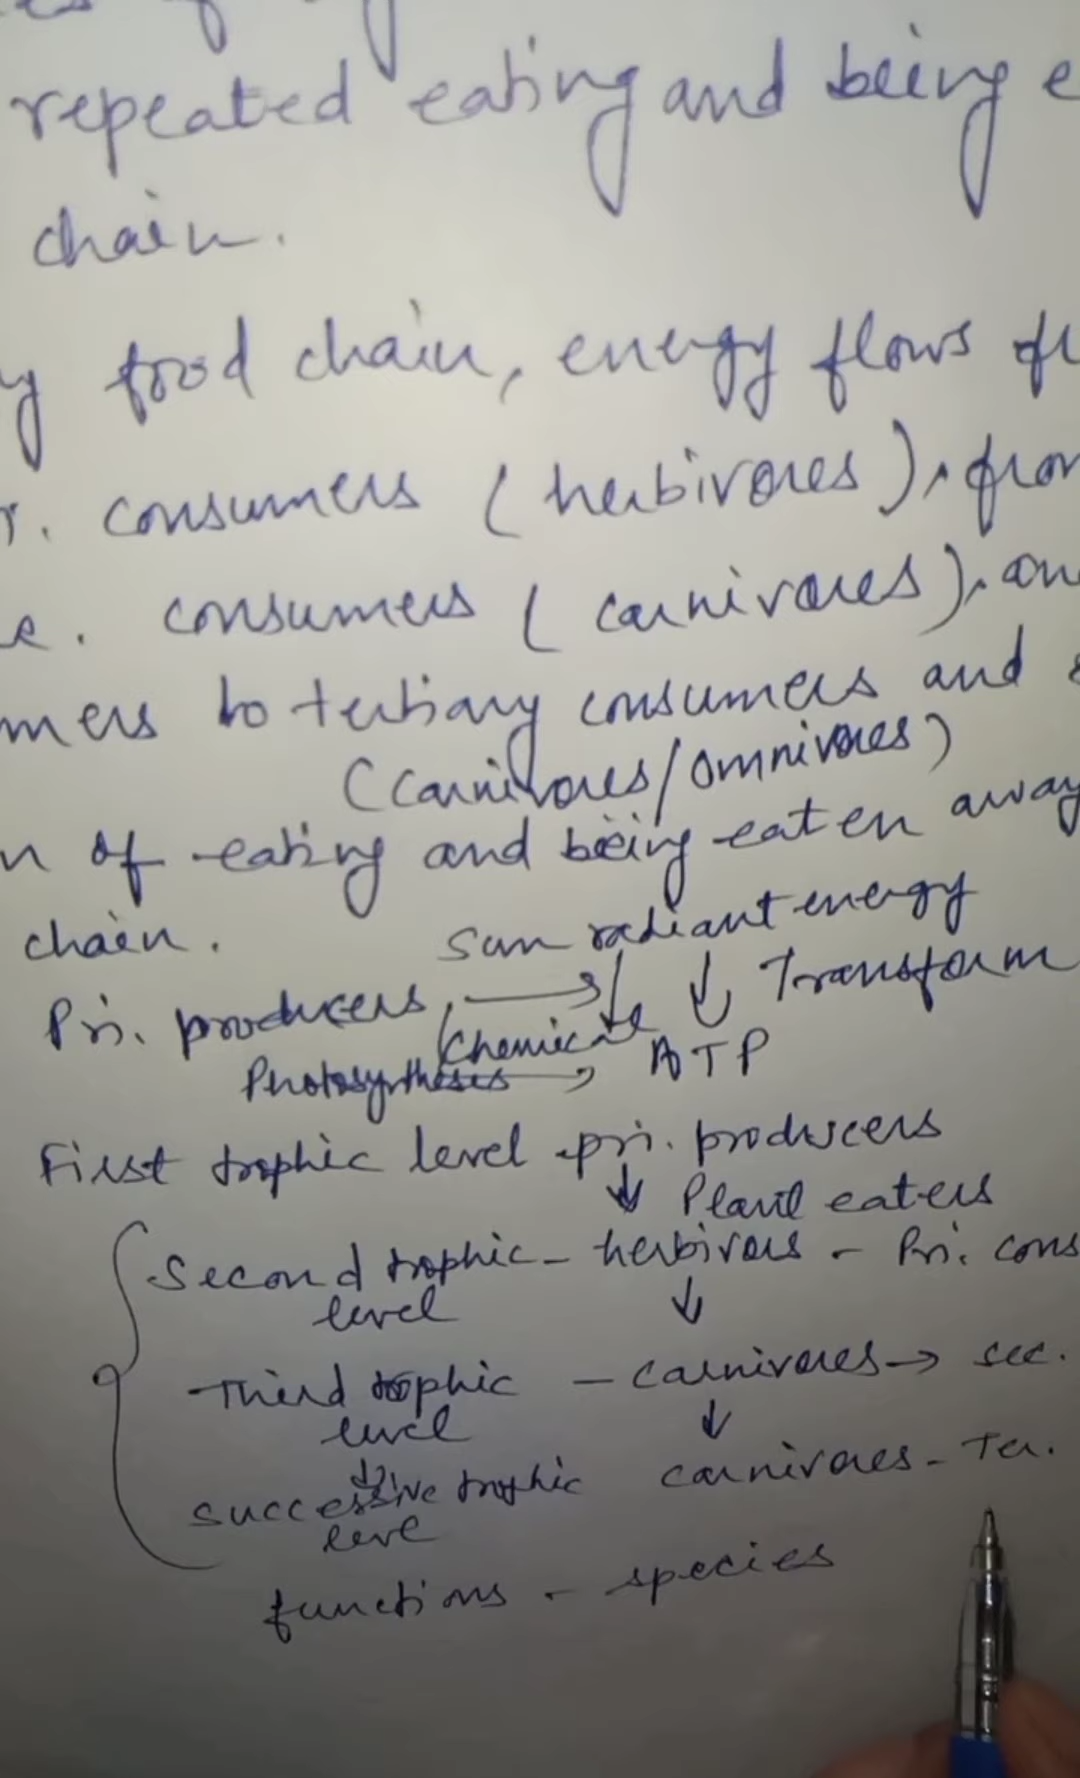 repeated eating and being e
chain.
y food chain, energy flows fr
r. consumers (herbivores), from
e. consumers (carnivores), an
mers to tertiary consumers and
(Carnivores/omnivores)
n of eating and being eaten away
chain.
Sun radiant energy
Pri. producers → ↓ ↓ Transform
(Chemical
Photosynthesis → ATP
First trophic level pri. producers
↓ Plant eaters
Second trophic - herbivores - Pri. cons
level ↓
Third trophic - carnivores → sec.
level ↓
successive trophic carnivores - Ter.
level
functions - species